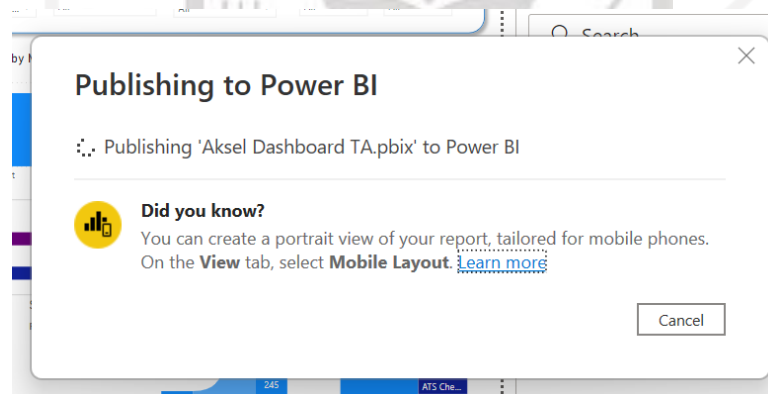 Search
by
Publishing to Power BI
Publishing 'Aksel Dashboard TA.pbix' to Power BI
Did you know?
You can create a portrait view of your report, tailored for mobile phones.
On the View tab, select Mobile Layout. Learn more
Cancel
245
ATS Che...